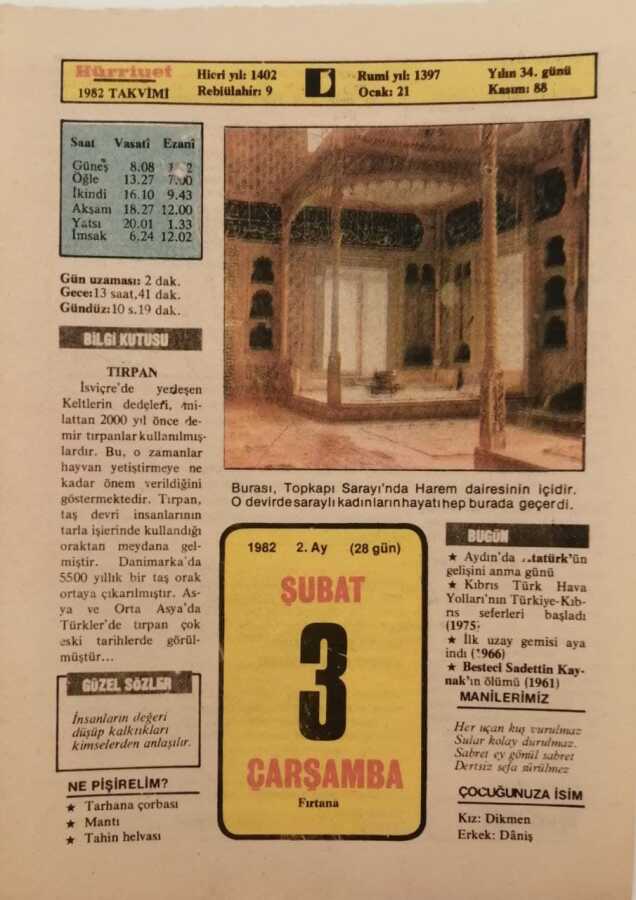 Hürriyet
1982 TAKVİMİ
Hicri yıl: 1402
Rebiülahir: 9
Rumi yıl: 1397
Ocak: 21
Yılın 34. günü
Kasım: 88
Saat Vasatî Ezanî
Güneş 8.08
Öğle 13.27 7.00
İkindi 16.10 9.43
Akşam 18.27 12.00
Yatsı 20.01 1.33
İmsak 6.24 12.02
Gün uzaması: 2 dak.
Gece:13 saat,41 dak.
Gündüz:10 s.19 dak.
BİLGİ KUTUSU
TIRPAN
İsviçre'de yerleşen
Keltlerin dedeleri, mi-
lattan 2000 yıl önce de-
mir tırpanlar kullanılmış-
lardır. Bu, o zamanlar
hayvan yetiştirmeye ne
kadar önem verildiğini
göstermektedir. Tırpan,
taş devri insanlarının
tarla işlerinde kullandığı
oraktan meydana gel-
miştir. Danimarka'da
5500 yıllık bir taş orak
ortaya çıkarılmıştır. As-
ya ve Orta Asya'da
Türkler'de tırpan çok
eski tarihlerde görül-
müştür...
GÜZEL SÖZLER
İnsanların değeri
düşüp kalktıkları
kimselerden anlaşılır.
NE PİŞİRELİM?
★ Tarhana çorbası
★ Mantı
★ Tahin helvası
Burası, Topkapı Sarayı'nda Harem dairesinin içidir.
O devirde saraylı kadınların hayatı hep burada geçerdi.
1982 2. Ay (28 gün)
ŞUBAT
3
ÇARŞAMBA
Fırtana
BUGÜN
★ Aydın'da Atatürk'ün
gelişini anma günü
★ Kıbrıs Türk Hava
Yolları'nın Türkiye-Kıb-
rıs seferleri başladı
(1975)
★ İlk uzay gemisi aya
indi (1966)
★ Besteci Sadettin Kay-
nak'ın ölümü (1961)
MANİLERİMİZ
Her uçan kuş vurulmaz
Sular kolay durulmaz.
Sabret ey gönül sabret
Dertsiz sefa sürülmez
ÇOCUĞUNUZA İSİM
Kız: Dikmen
Erkek: Dâniş